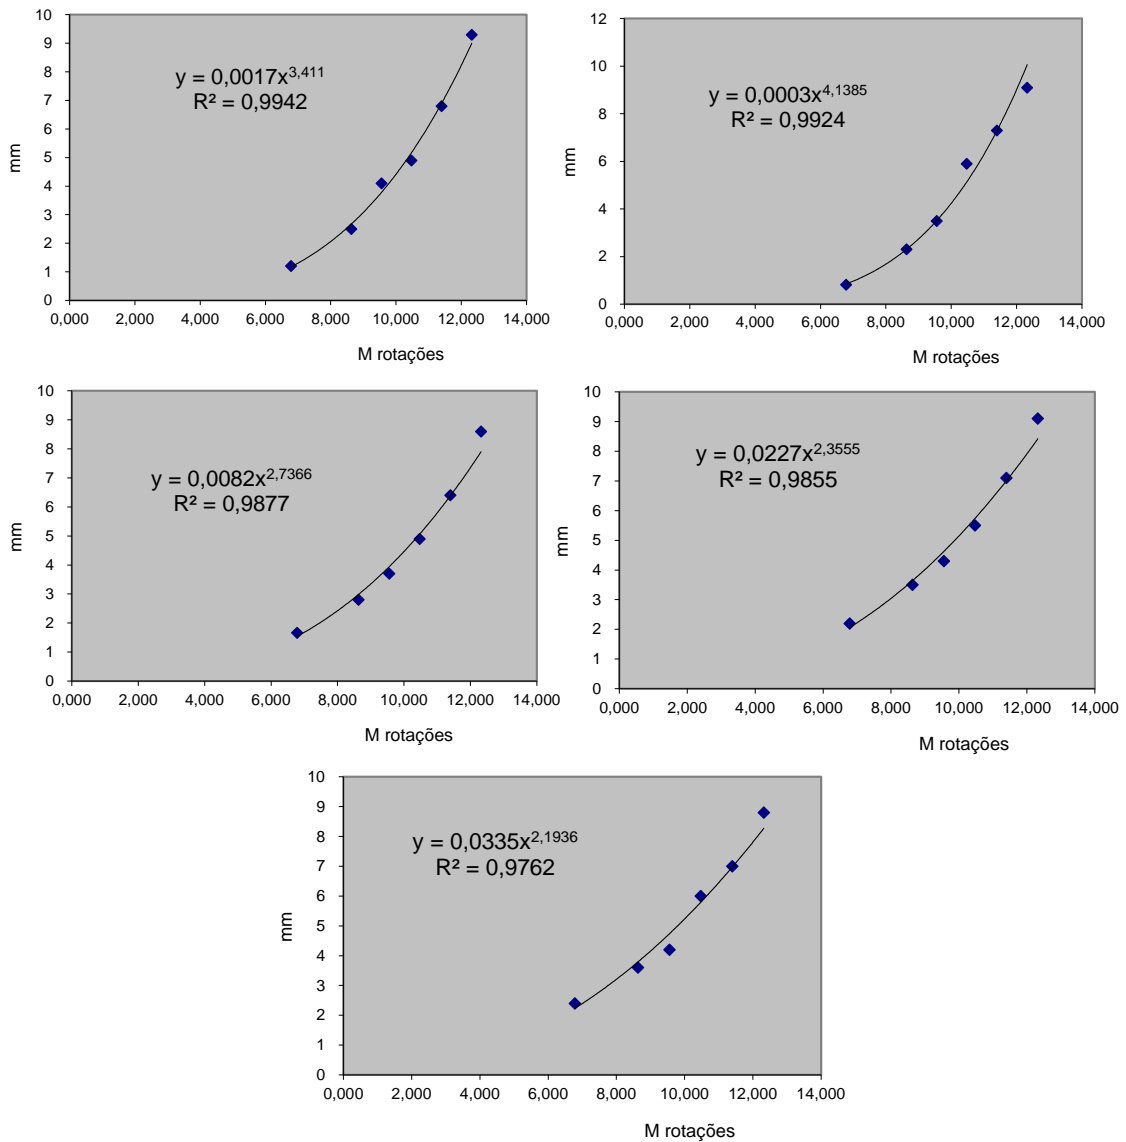 10
9
8
7
6
5
4
3
2
1
0
mm
y = 0,0017x3,411
R² = 0,9942
0,000 2,000 4,000 6,000 8,000 10,000 12,000 14,000
M rotações
12
10
8
6
4
2
0
mm
y = 0,0003x4,1385
R² = 0,9924
0,000 2,000 4,000 6,000 8,000 10,000 12,000 14,000
M rotações
10
9
8
7
6
5
4
3
2
1
0
mm
y = 0,0082x2,7366
R² = 0,9877
0,000 2,000 4,000 6,000 8,000 10,000 12,000 14,000
M rotações
10
9
8
7
6
5
4
3
2
1
0
mm
y = 0,0227x2,3555
R² = 0,9855
0,000 2,000 4,000 6,000 8,000 10,000 12,000 14,000
M rotações
10
9
8
7
6
5
4
3
2
1
0
mm
y = 0,0335x2,1936
R² = 0,9762
0,000 2,000 4,000 6,000 8,000 10,000 12,000 14,000
M rotações